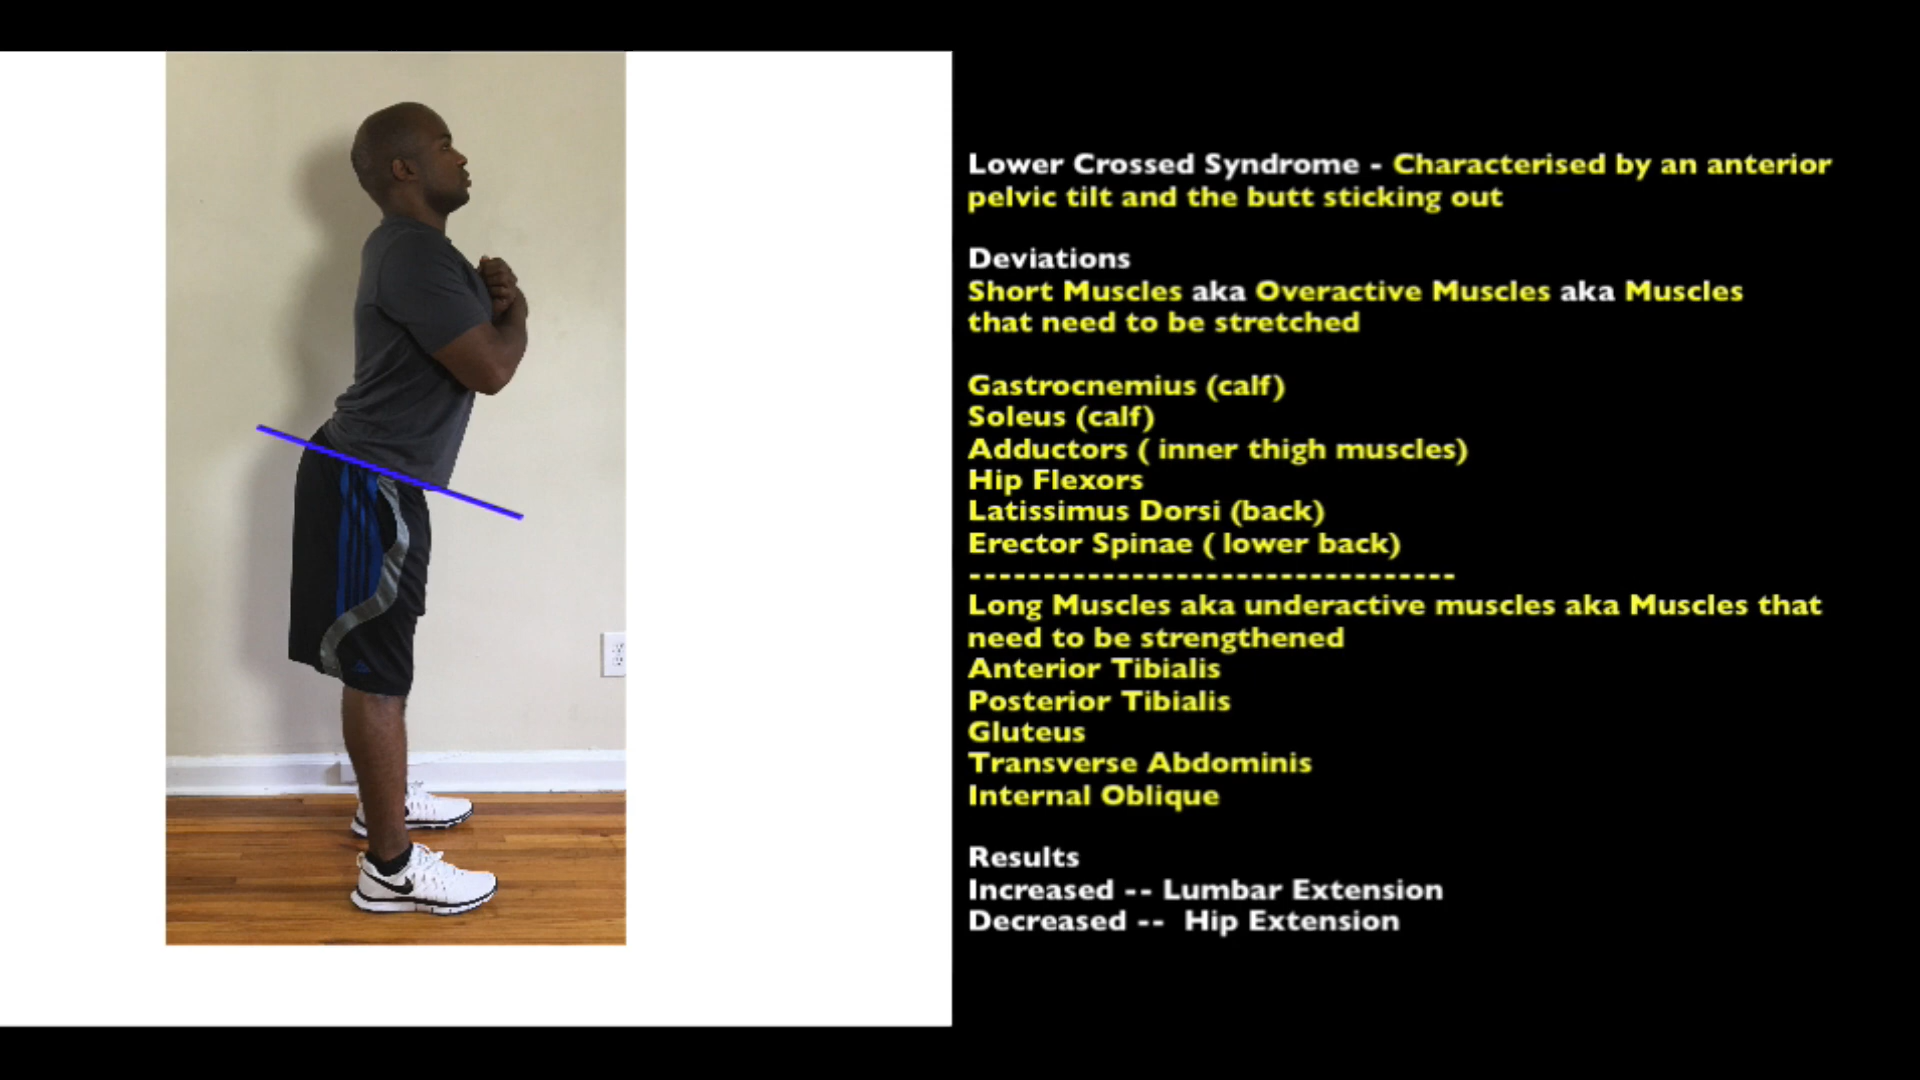 Lower Crossed Syndrome - Characterised by an anterior
pelvic tilt and the butt sticking out
Deviations
Short Muscles aka Overactive Muscles aka Muscles
that need to be stretched
Gastrocnemius (calf)
Soleus (calf)
Adductors ( inner thigh muscles)
Hip Flexors
Latissimus Dorsi (back)
Erector Spinae ( lower back)
---------------------------------
Long Muscles aka underactive muscles aka Muscles that
need to be strengthened
Anterior Tibialis
Posterior Tibialis
Gluteus
Transverse Abdominis
Internal Oblique
Results
Increased -- Lumbar Extension
Decreased --  Hip Extension